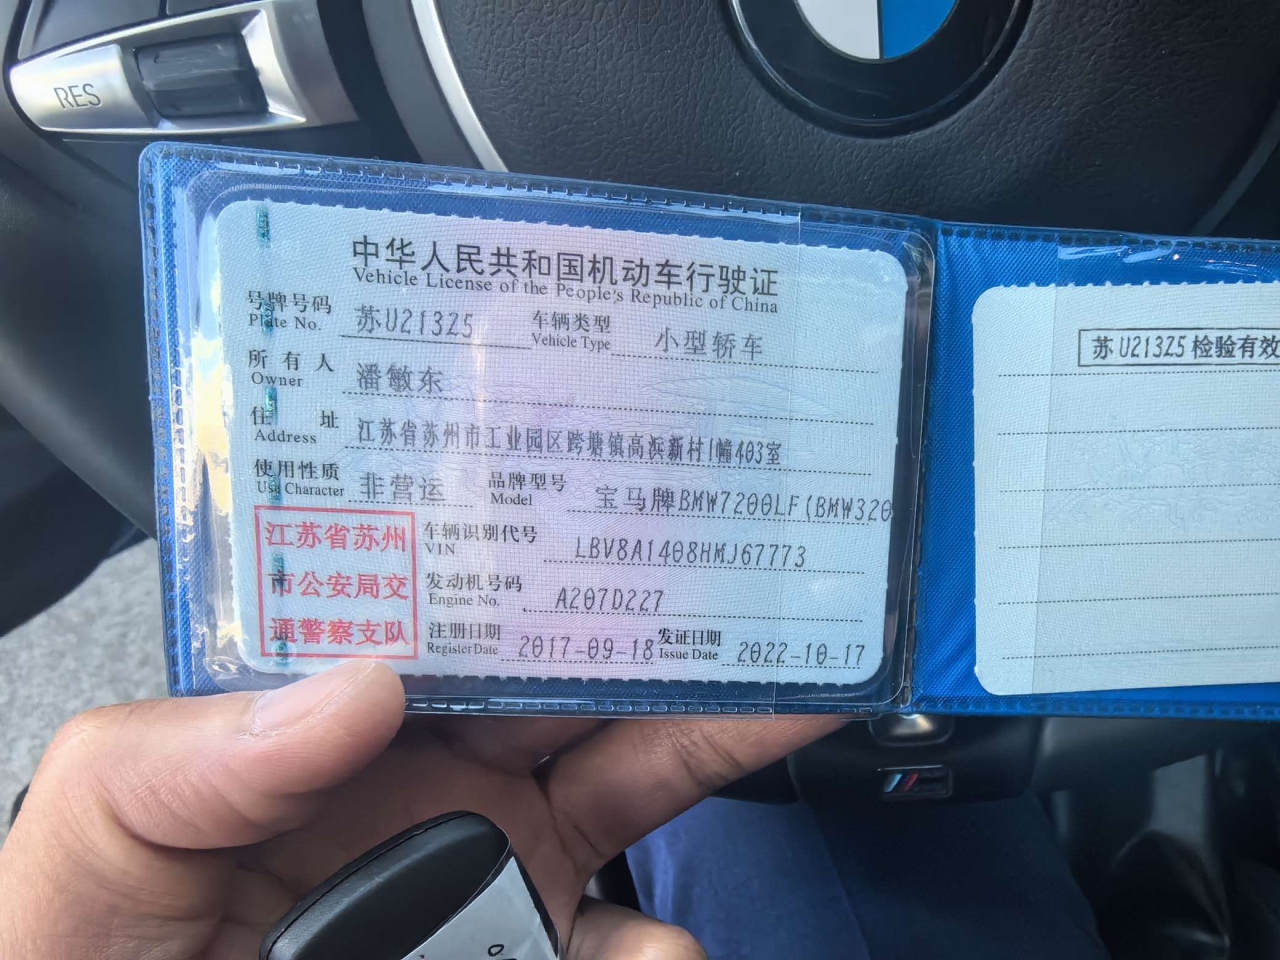 RES
中华人民共和国机动车行驶证
Vehicle License of the People's Republic of China
号牌号码 苏U213Z5 车辆类型 小型轿车
Plate No. Vehicle Type
所有人 潘敏东
Owner
住址 江苏省苏州市工业园区跨塘镇高浜新村1幢403室
Address
使用性质 非营运 品牌型号 宝马牌BMW7200LF(BMW320
Use Character Model
江苏省苏州
市公安局交
通警察支队
车辆识别代号 LBV8A1408HMJ67773
VIN
发动机号码 A207D227
Engine No.
注册日期 2017-09-18 发证日期 2022-10-17
Register Date Issue Date
苏U213Z5检验有效